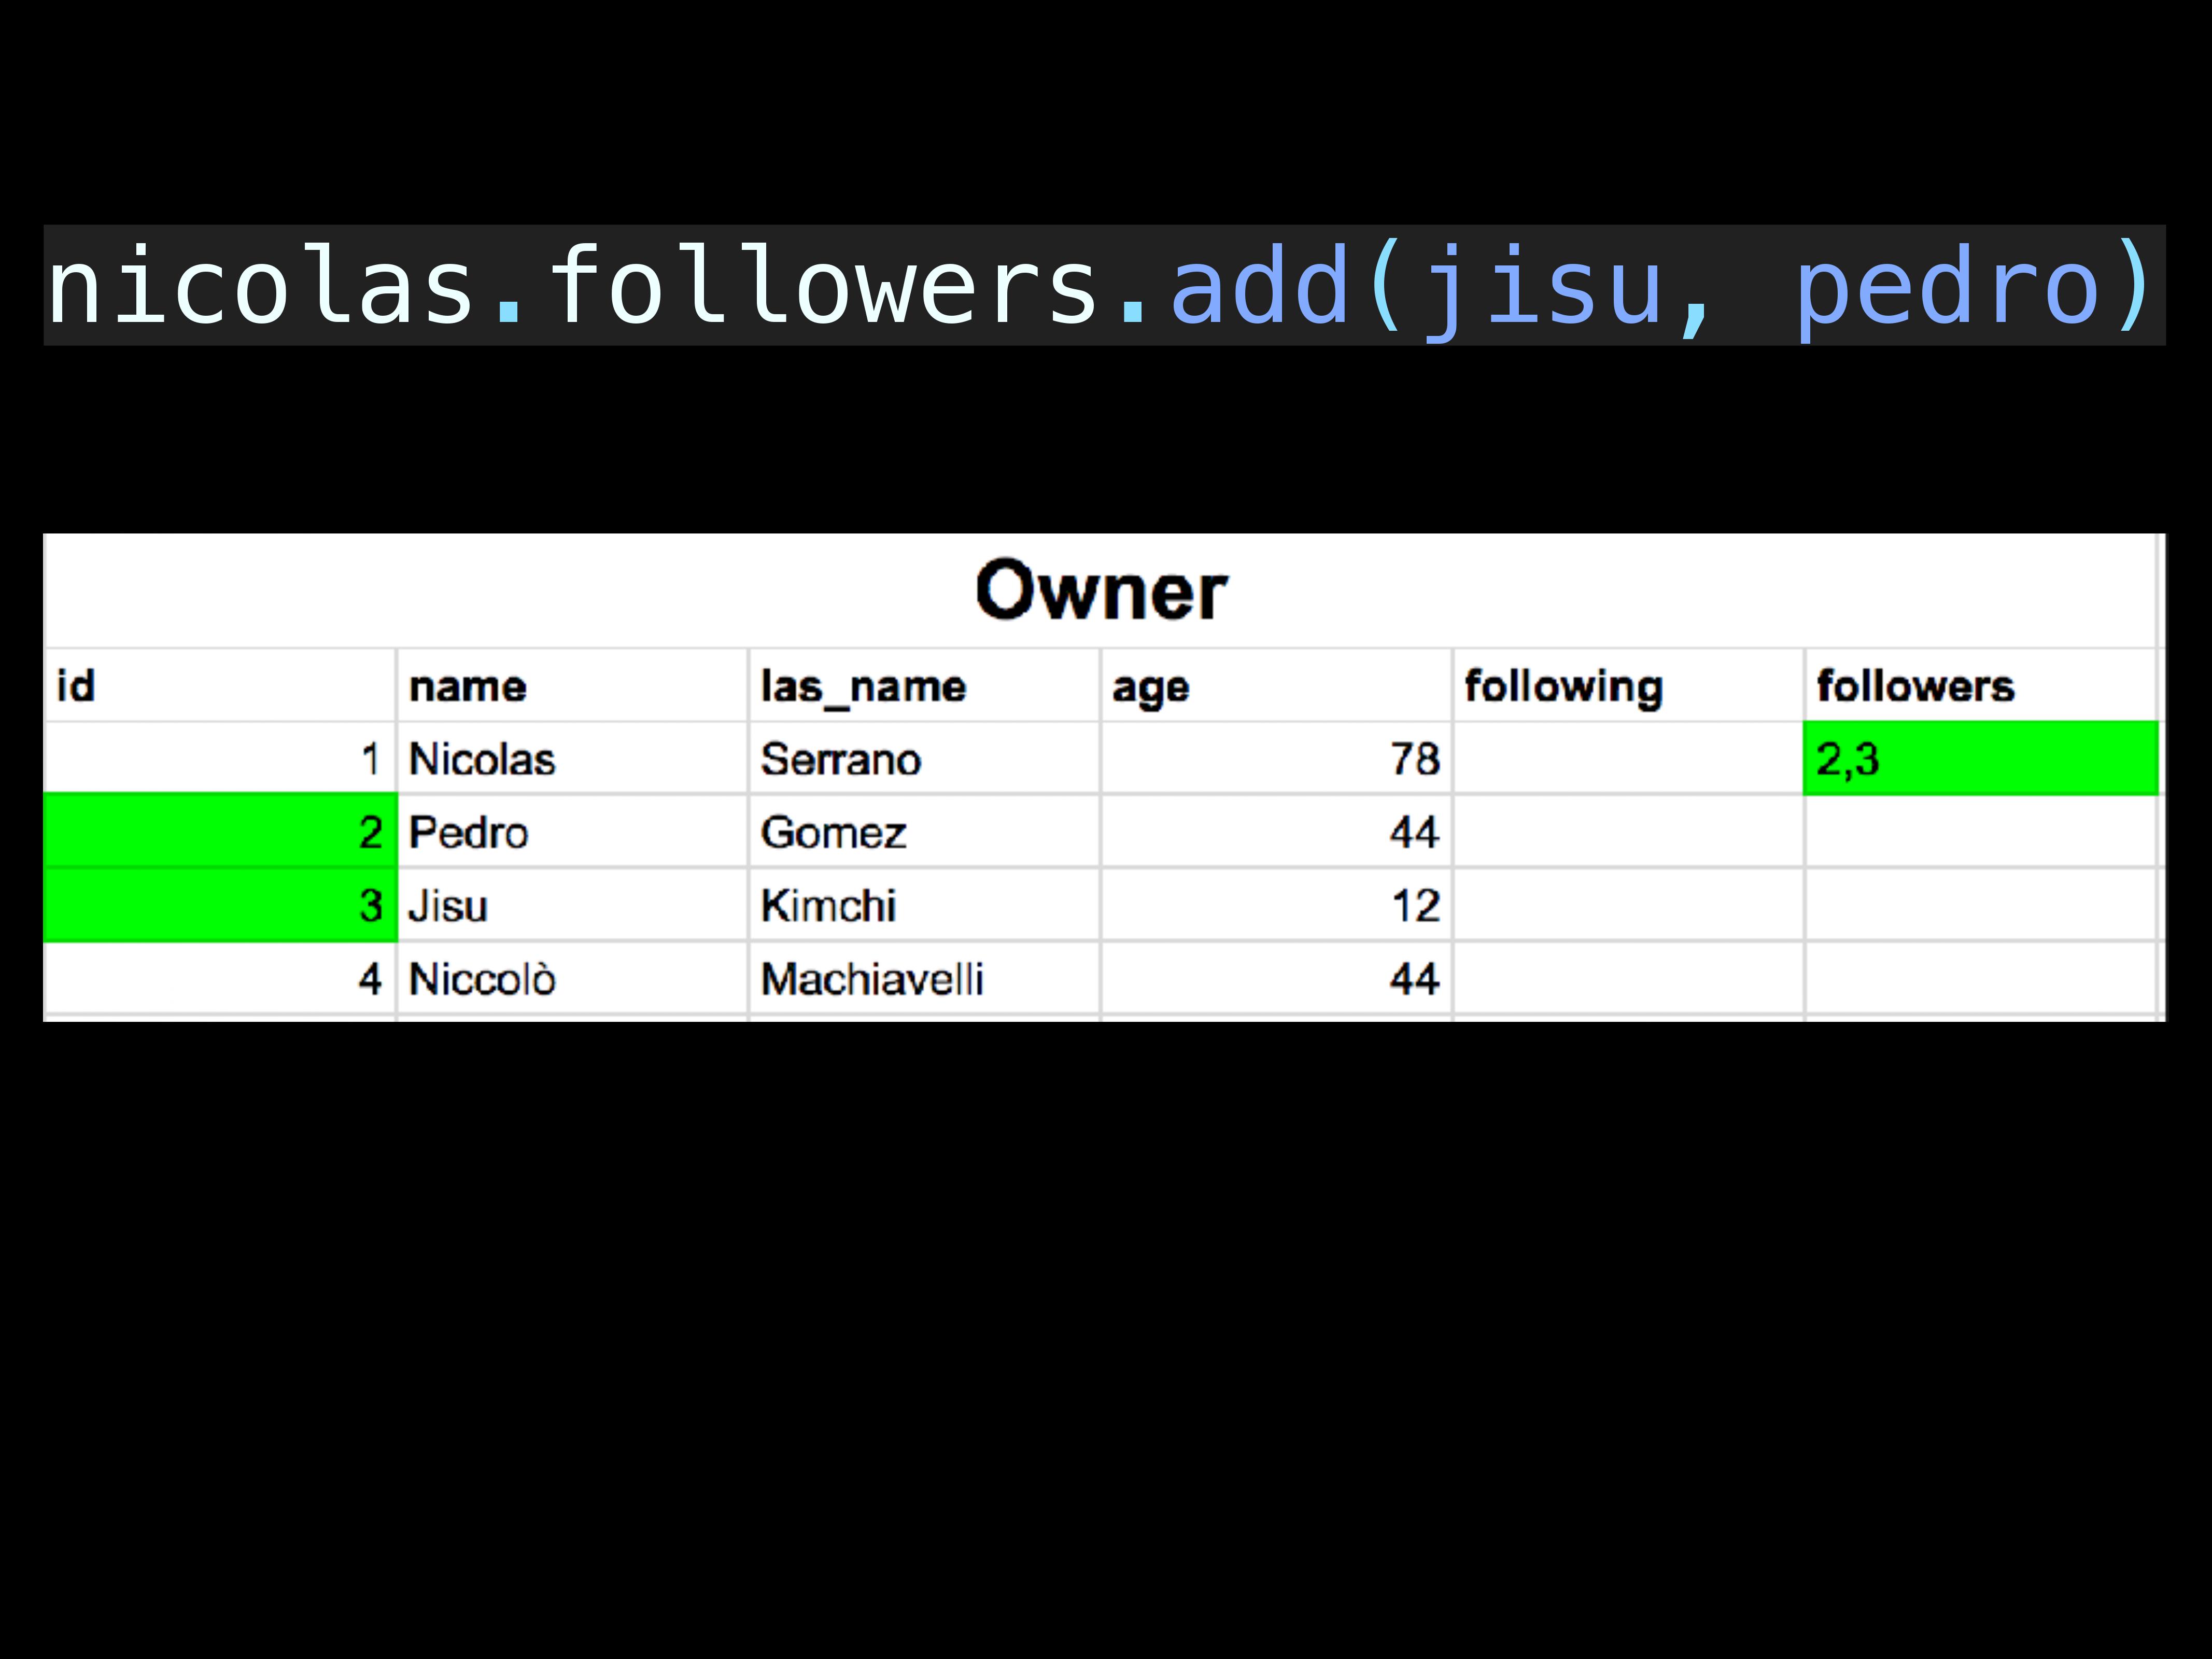 nicolas.followers.add(jisu, pedro)
Owner
id name las_name age following followers
1 Nicolas Serrano 78 2,3
2 Pedro Gomez 44
3 Jisu Kimchi 12
4 Niccolò Machiavelli 44